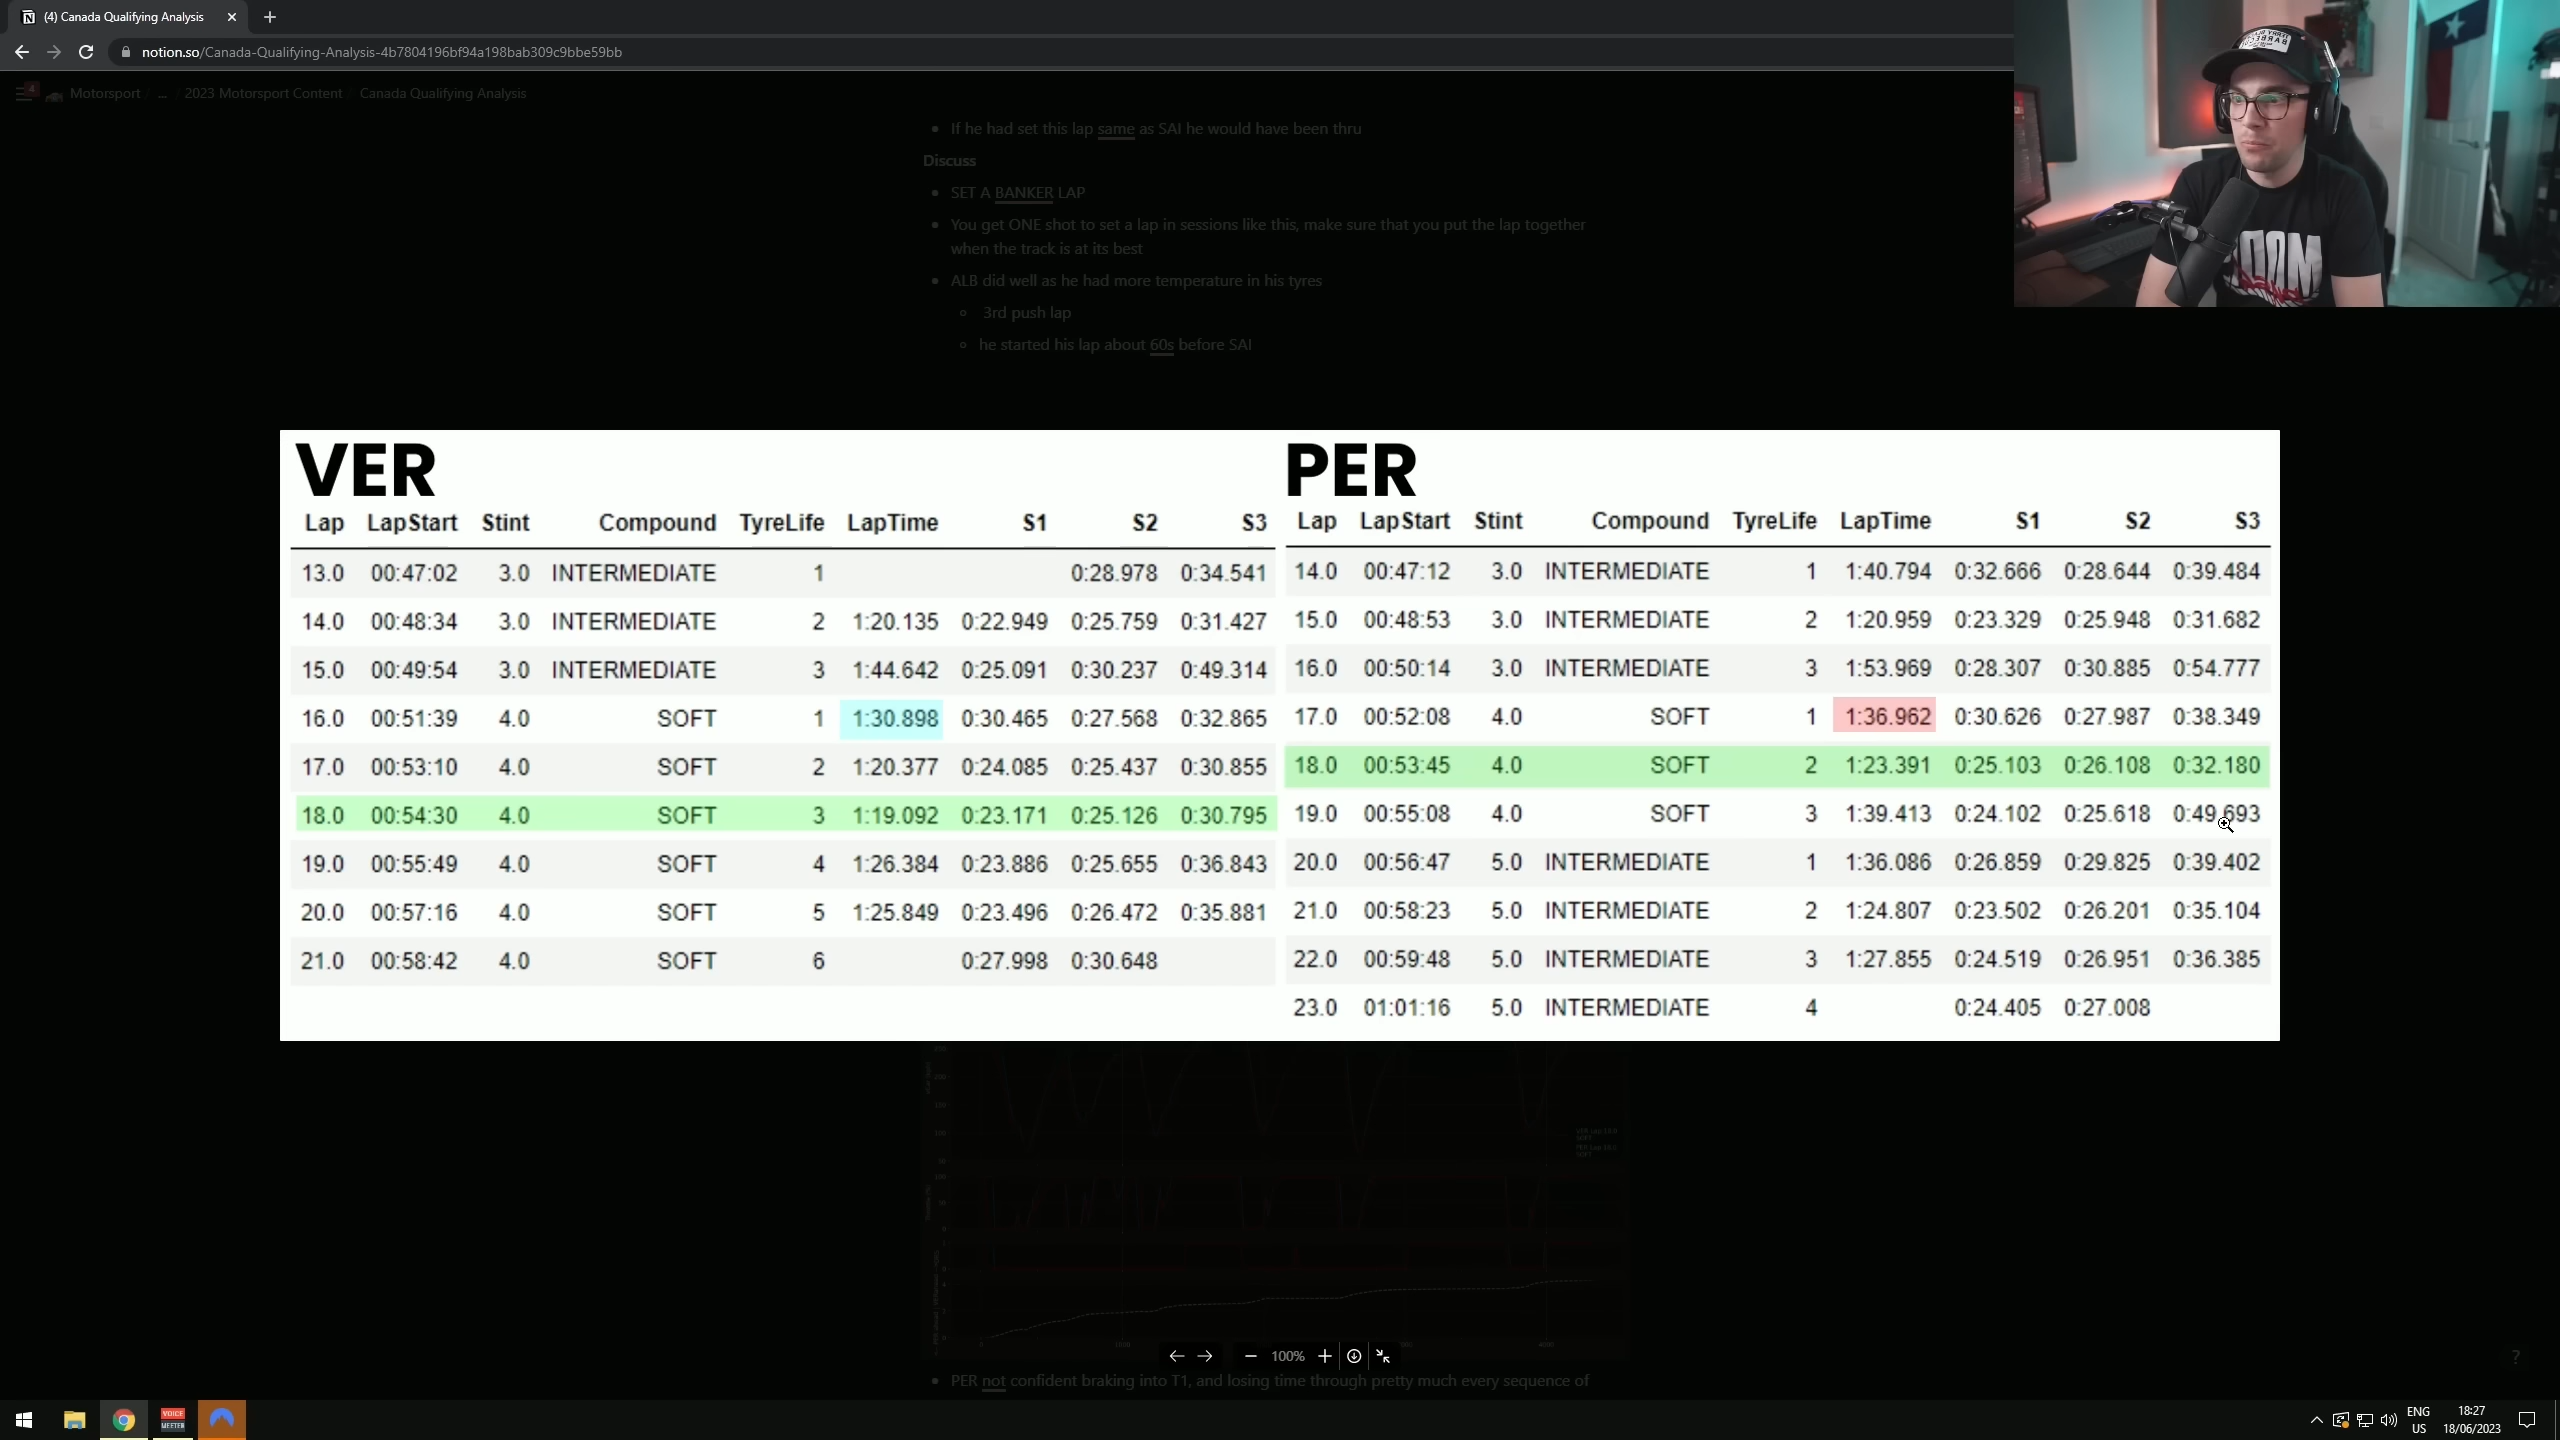 (4) Canada Qualifying Analysis
notion.so/Canada-Qualifying-Analysis-4b7804196bf94a198bab309c9bbe59bb
4 Motorsport / ... / 2023 Motorsport Content / Canada Qualifying Analysis
If he had set this lap same as SAI he would have been thru
Discuss
SET A BANKER LAP
You get ONE shot to set a lap in sessions like this, make sure that you put the lap together
when the track is at its best
ALB did well as he had more temperature in his tyres
3rd push lap
he started his lap about 60s before SAI
VER
Lap LapStart Stint Compound TyreLife LapTime S1 S2 S3
13.0 00:47:02 3.0 INTERMEDIATE 1 0:28.978 0:34.541
14.0 00:48:34 3.0 INTERMEDIATE 2 1:20.135 0:22.949 0:25.759 0:31.427
15.0 00:49:54 3.0 INTERMEDIATE 3 1:44.642 0:25.091 0:30.237 0:49.314
16.0 00:51:39 4.0 SOFT 1 1:30.898 0:30.465 0:27.568 0:32.865
17.0 00:53:10 4.0 SOFT 2 1:20.377 0:24.085 0:25.437 0:30.855
18.0 00:54:30 4.0 SOFT 3 1:19.092 0:23.171 0:25.126 0:30.795
19.0 00:55:49 4.0 SOFT 4 1:26.384 0:23.886 0:25.655 0:36.843
20.0 00:57:16 4.0 SOFT 5 1:25.849 0:23.496 0:26.472 0:35.881
21.0 00:58:42 4.0 SOFT 6 0:27.998 0:30.648
PER
Lap LapStart Stint Compound TyreLife LapTime S1 S2 S3
14.0 00:47:12 3.0 INTERMEDIATE 1 1:40.794 0:32.666 0:28.644 0:39.484
15.0 00:48:53 3.0 INTERMEDIATE 2 1:20.959 0:23.329 0:25.948 0:31.682
16.0 00:50:14 3.0 INTERMEDIATE 3 1:53.969 0:28.307 0:30.885 0:54.777
17.0 00:52:08 4.0 SOFT 1 1:36.962 0:30.626 0:27.987 0:38.349
18.0 00:53:45 4.0 SOFT 2 1:23.391 0:25.103 0:26.108 0:32.180
19.0 00:55:08 4.0 SOFT 3 1:39.413 0:24.102 0:25.618 0:49.693
20.0 00:56:47 5.0 INTERMEDIATE 1 1:36.086 0:26.859 0:29.825 0:39.402
21.0 00:58:23 5.0 INTERMEDIATE 2 1:24.807 0:23.502 0:26.201 0:35.104
22.0 00:59:48 5.0 INTERMEDIATE 3 1:27.855 0:24.519 0:26.951 0:36.385
23.0 01:01:16 5.0 INTERMEDIATE 4 0:24.405 0:27.008
100%
?
PER not confident braking into T1, and losing time through pretty much every sequence of
VOICE
MEETER
ENG
US
18:27
18/06/2023